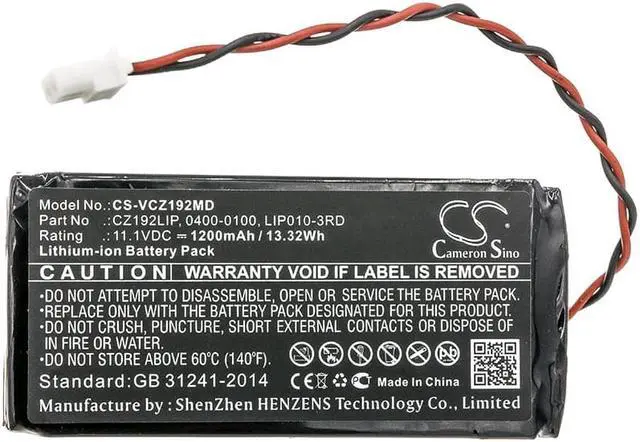 Model No.:CS-VCZ192MD
Part No    : CZ192LIP, 0400-0100, LIP010-3RD
Rating      : 11.1VDC ⎓ 1200mAh / 13.32Wh
Lithium-ion Battery Pack
CS
Cameron Sino
CAUTION WARRANTY VOID IF LABEL IS REMOVED
*DO NOT ATTEMPT TO DISASSEMBLE, OPEN OR SERVICE BATTERY
*REPLACE ONLY WITH THE BATTERY PACK DESIGNATED FOR THIS PRODUCT
*DO NOT CRUSH, PUNCTURE, SHORT EXTERNAL CONTACTS OR DISPOSE OF
IN FIRE OR WATER
*DO NOT STORE ABOVE 60°C (140°F).
Standard:GB 31241-2014
CE Made In China
Manufacture by: ShenZhen HENZENS Technology Co., Limited